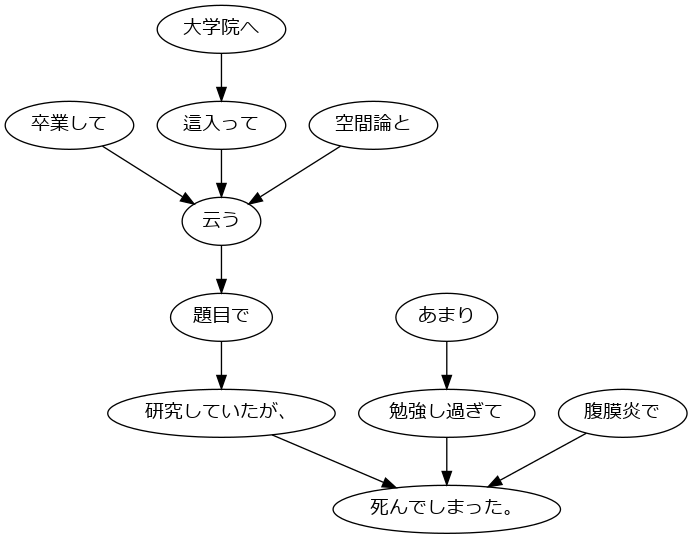 大学院へ
卒業して
這入って
空間論と
云う
題目で
あまり
研究していたが、
勉強し過ぎて
腹膜炎で
死んでしまった。